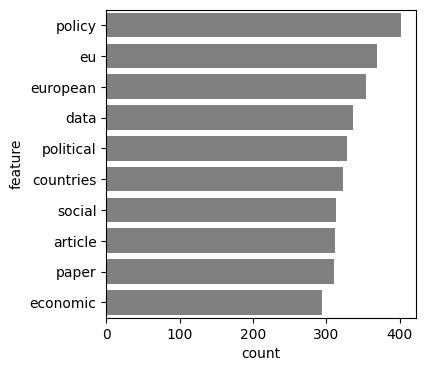 policy
eu
european
data
political
countries
social
article
paper
economic
feature
0 100 200 300 400
count